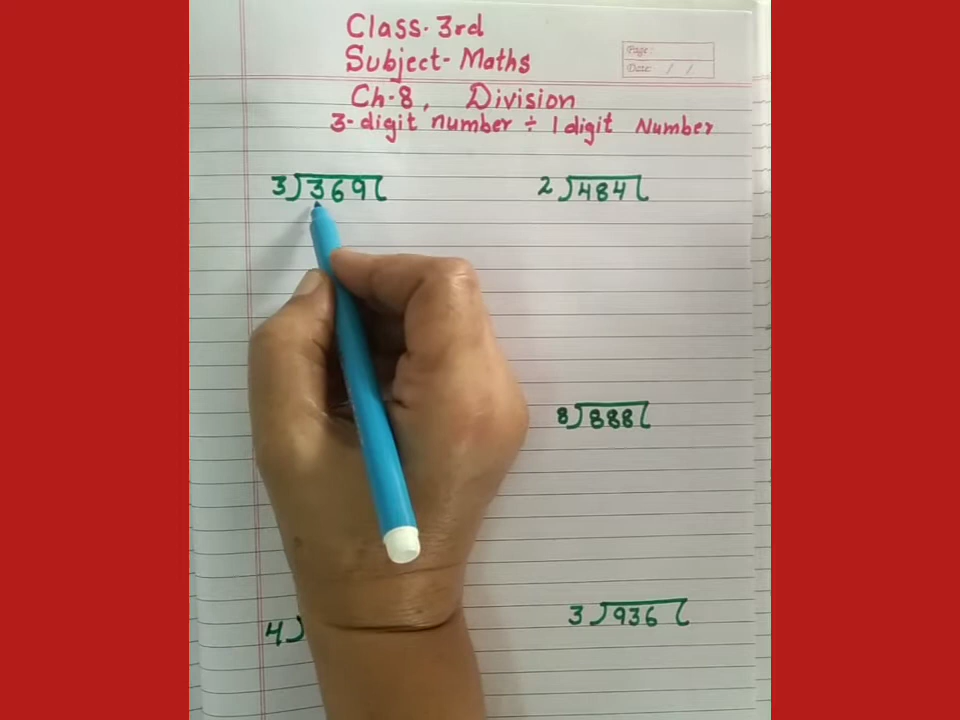 Class. 3rd
Subject- Maths
Page:
Date: / /
Ch-8, Division
3-digit number ÷ 1 digit Number
3)369(
2)484(
8)888(
4)
3)936(